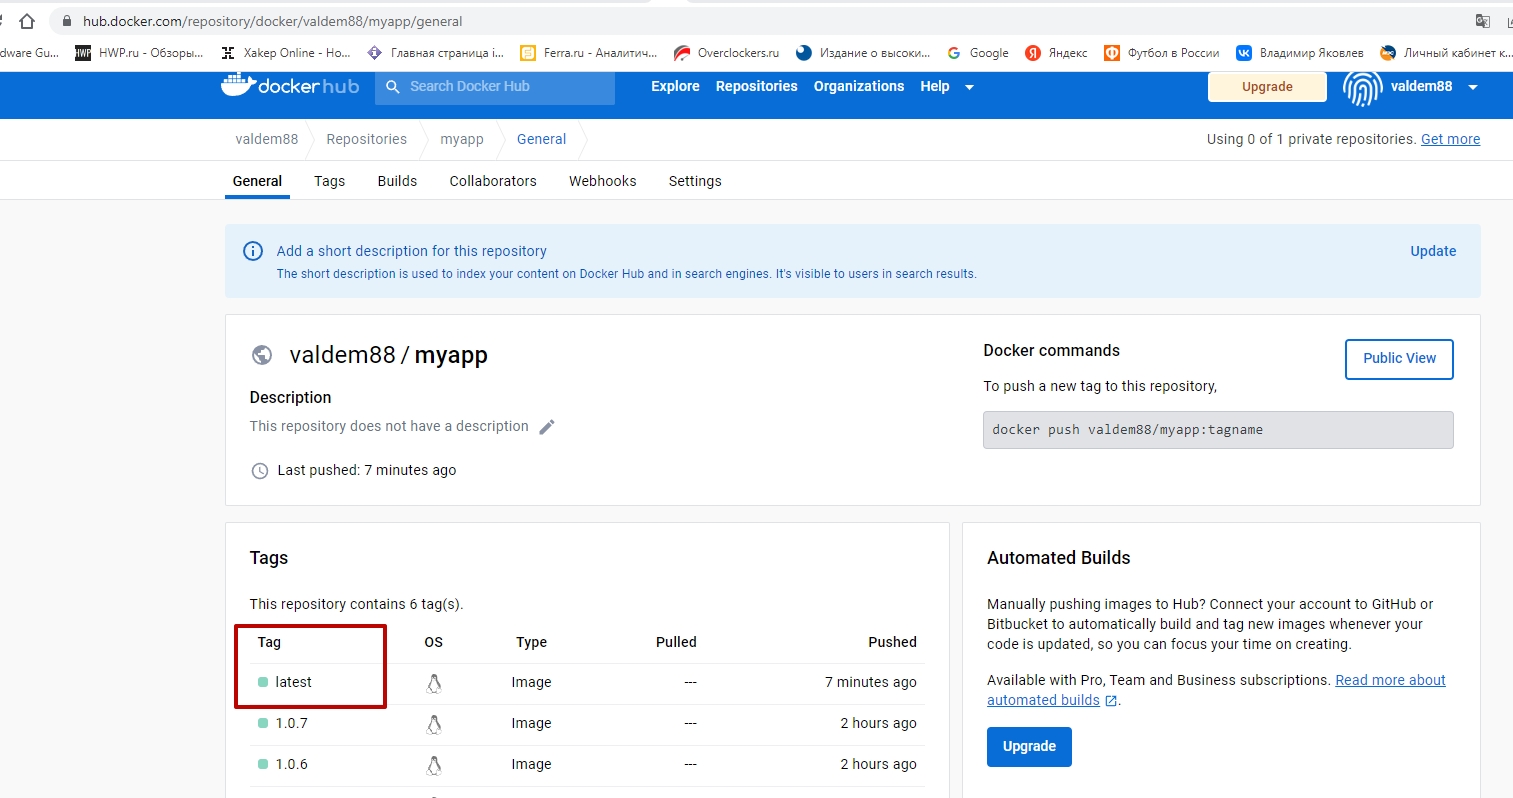 hub.docker.com/repository/docker/valdem88/myapp/general
dware Gu... HWP.ru - Обзоры... Хакер Online - Но... Главная страница i... Ferra.ru - Аналитич... Overclockers.ru Издание о высоки... Google Яндекс Футбол в России Владимир Яковлев Личный кабинет к...
dockerhub Search Docker Hub Explore Repositories Organizations Help Upgrade valdem88
valdem88 Repositories myapp General Using 0 of 1 private repositories. Get more
General Tags Builds Collaborators Webhooks Settings
Add a short description for this repository Update
The short description is used to index your content on Docker Hub and in search engines. It's visible to users in search results.
valdem88 / myapp
Description
This repository does not have a description
Last pushed: 7 minutes ago
Docker commands Public View
To push a new tag to this repository,
docker push valdem88/myapp:tagname
Tags
This repository contains 6 tag(s).
Tag OS Type Pulled Pushed
latest Image --- 7 minutes ago
1.0.7 Image --- 2 hours ago
1.0.6 Image --- 2 hours ago
Automated Builds
Manually pushing images to Hub? Connect your account to GitHub or
Bitbucket to automatically build and tag new images whenever your
code is updated, so you can focus your time on creating.
Available with Pro, Team and Business subscriptions. Read more about
automated builds.
Upgrade